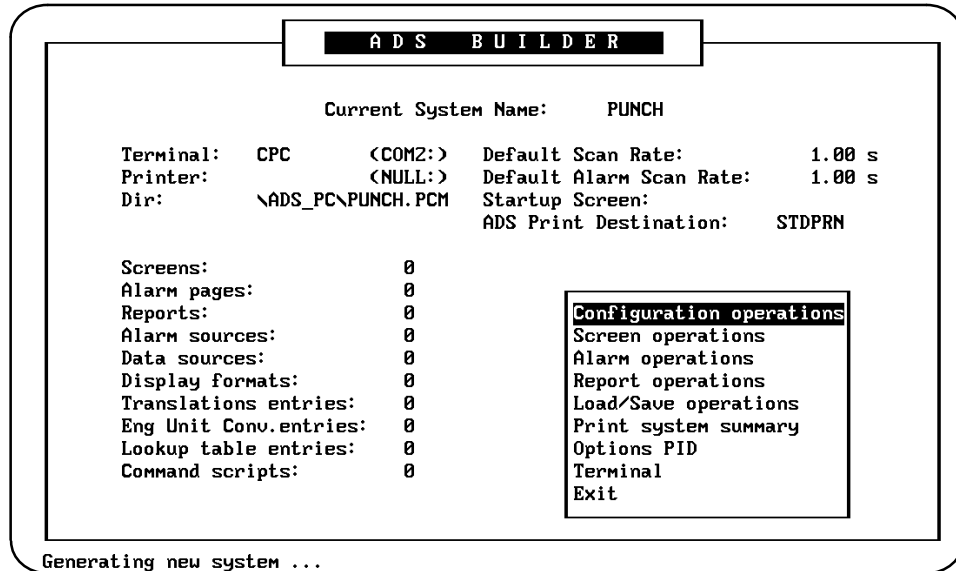 ADS BUILDER
Current System Name: PUNCH
Terminal: CPC (COM2:) Default Scan Rate: 1.00 s
Printer: (NULL:) Default Alarm Scan Rate: 1.00 s
Dir: \ADS_PC\PUNCH.PCM Startup Screen:
ADS Print Destination: STDPRN
Screens: 0
Alarm pages: 0
Reports: 0
Alarm sources: 0
Data sources: 0
Display formats: 0
Translations entries: 0
Eng Unit Conv.entries: 0
Lookup table entries: 0
Command scripts: 0
Configuration operations
Screen operations
Alarm operations
Report operations
Load/Save operations
Print system summary
Options PID
Terminal
Exit
Generating new system ...